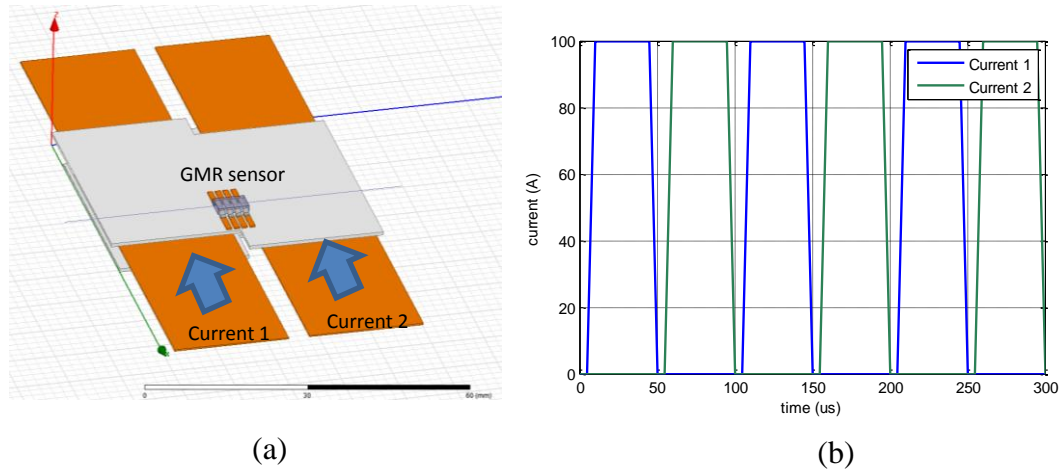 GMR sensor
Current 1
Current 2
z
0
30
60 (mm)
(a)
100
80
60
40
20
0
current (A)
0
50
100
150
200
250
300
time (us)
Current 1
Current 2
(b)